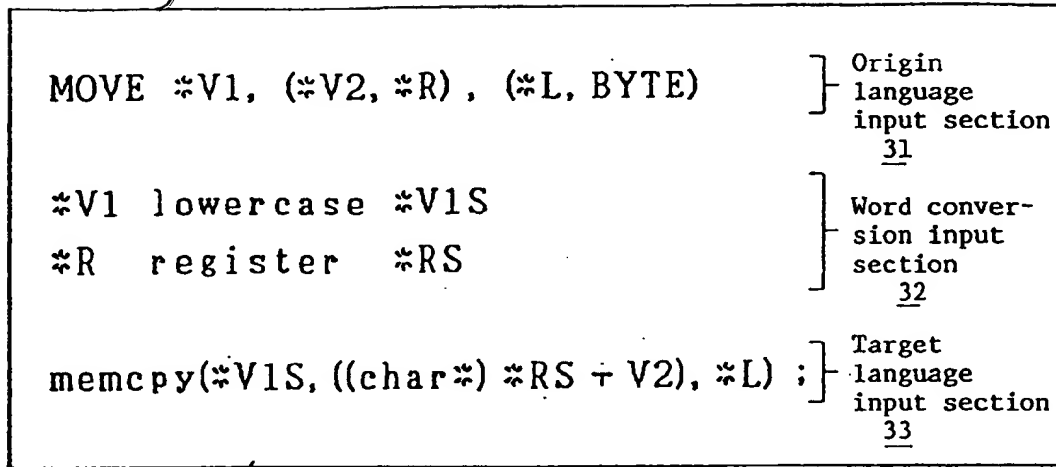 MOVE *V1, (*V2, *R), (*L, BYTE)
Origin
language
input section
31
*V1 lowercase *V1S
*R register *RS
Word conver-
sion input
section
32
memcpy(*V1S, ((char*) *RS + V2), *L) ;
Target
language
input section
33